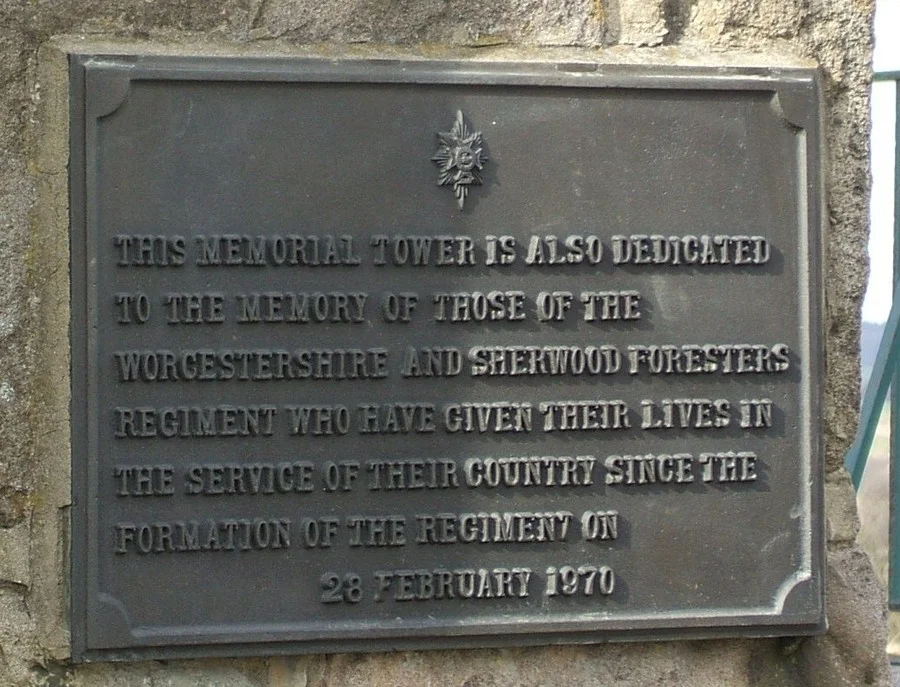 THIS MEMORIAL TOWER IS ALSO DEDICATED
TO THE MEMORY OF THOSE OF THE
WORCESTERSHIRE AND SHERWOOD FORESTERS
REGIMENT WHO HAVE GIVEN THEIR LIVES IN
THE SERVICE OF THEIR COUNTRY SINCE THE
FORMATION OF THE REGIMENT ON
28 FEBRUARY 1970